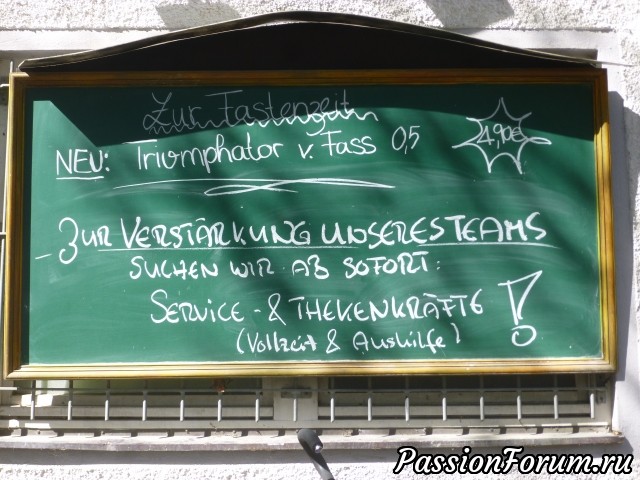 Zur Fastenzeit
NEU: Triumphator v. Fass 0,5 4,90€
- Zur VERSTÄRKUNG UNSERES TEAMS
SUCHEN WIR AB SOFORT:
SERVICE- & THEKENKRÄFTE !
(Vollzeit & Aushilfe)
PassionForum.ru